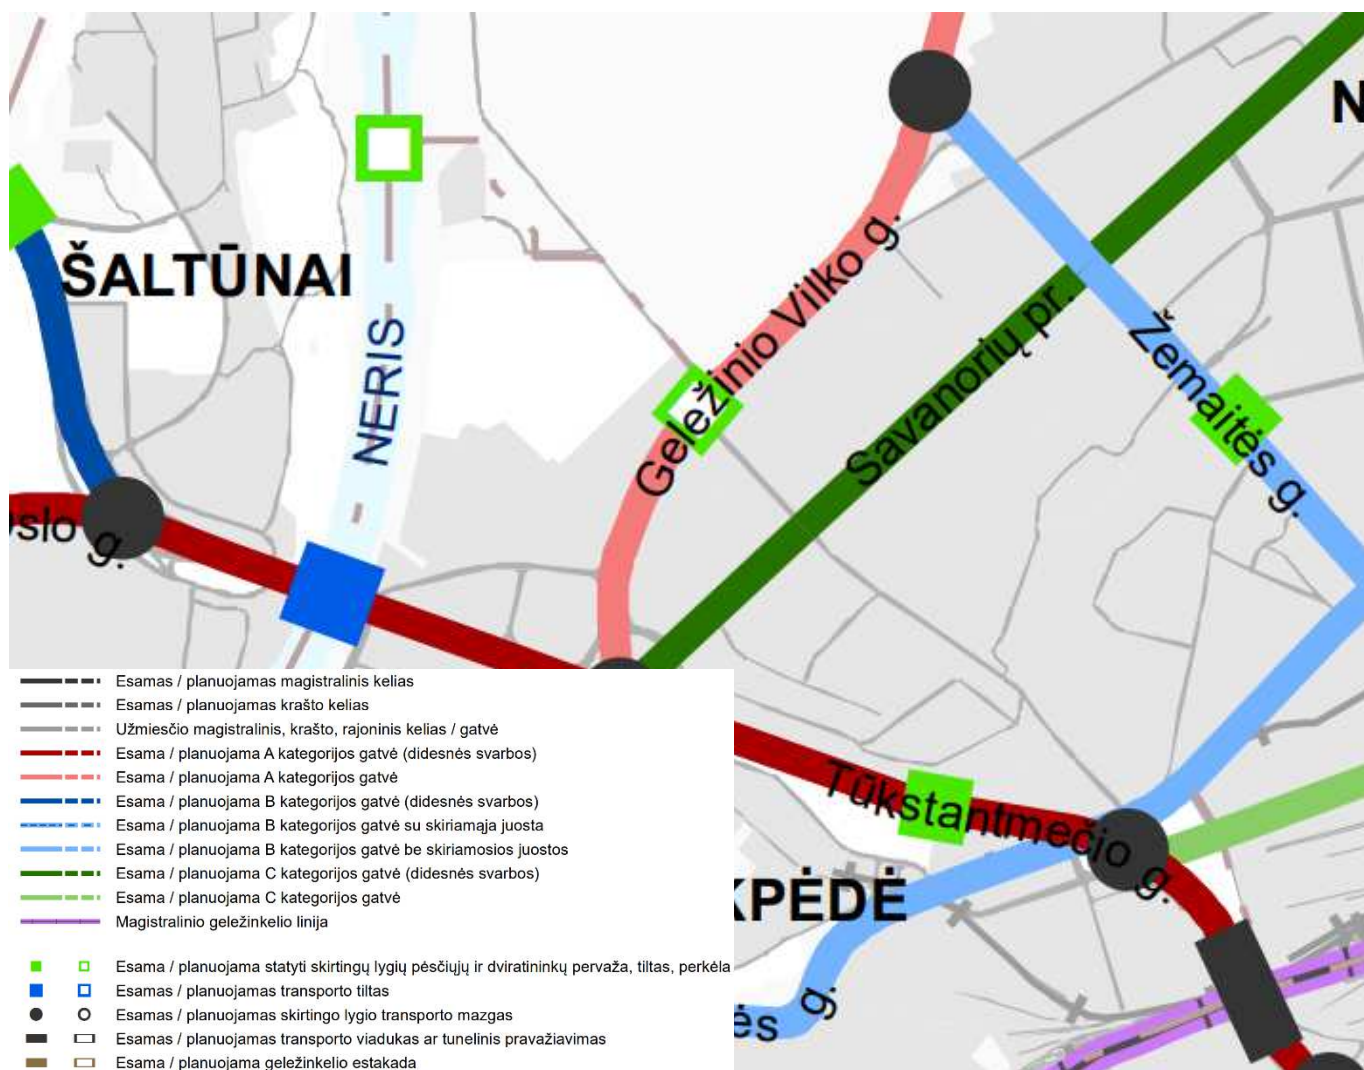 N
ŠALTŪNAI
NERIS
Geležinio Vilko g.
Savanorių pr.
Žemaitės g.
slo g.
Tūkstantmečio g.
KPĖDĖ
ės g.
Esamas / planuojamas magistralinis kelias
Esamas / planuojamas krašto kelias
Užmiesčio magistralinis, krašto, rajoninis kelias / gatvė
Esama / planuojama A kategorijos gatvė (didesnės svarbos)
Esama / planuojama A kategorijos gatvė
Esama / planuojama B kategorijos gatvė (didesnės svarbos)
Esama / planuojama B kategorijos gatvė su skiriamąja juosta
Esama / planuojama B kategorijos gatvė be skiriamosios juostos
Esama / planuojama C kategorijos gatvė (didesnės svarbos)
Esama / planuojama C kategorijos gatvė
Magistralinio geležinkelio linija
Esama / planuojama statyti skirtingų lygių pėsčiųjų ir dviratininkų pervaža, tiltas, perkėla
Esamas / planuojamas transporto tiltas
Esamas / planuojamas skirtingo lygio transporto mazgas
Esamas / planuojamas transporto viadukas ar tunelinis pravažiavimas
Esama / planuojama geležinkelio estakada